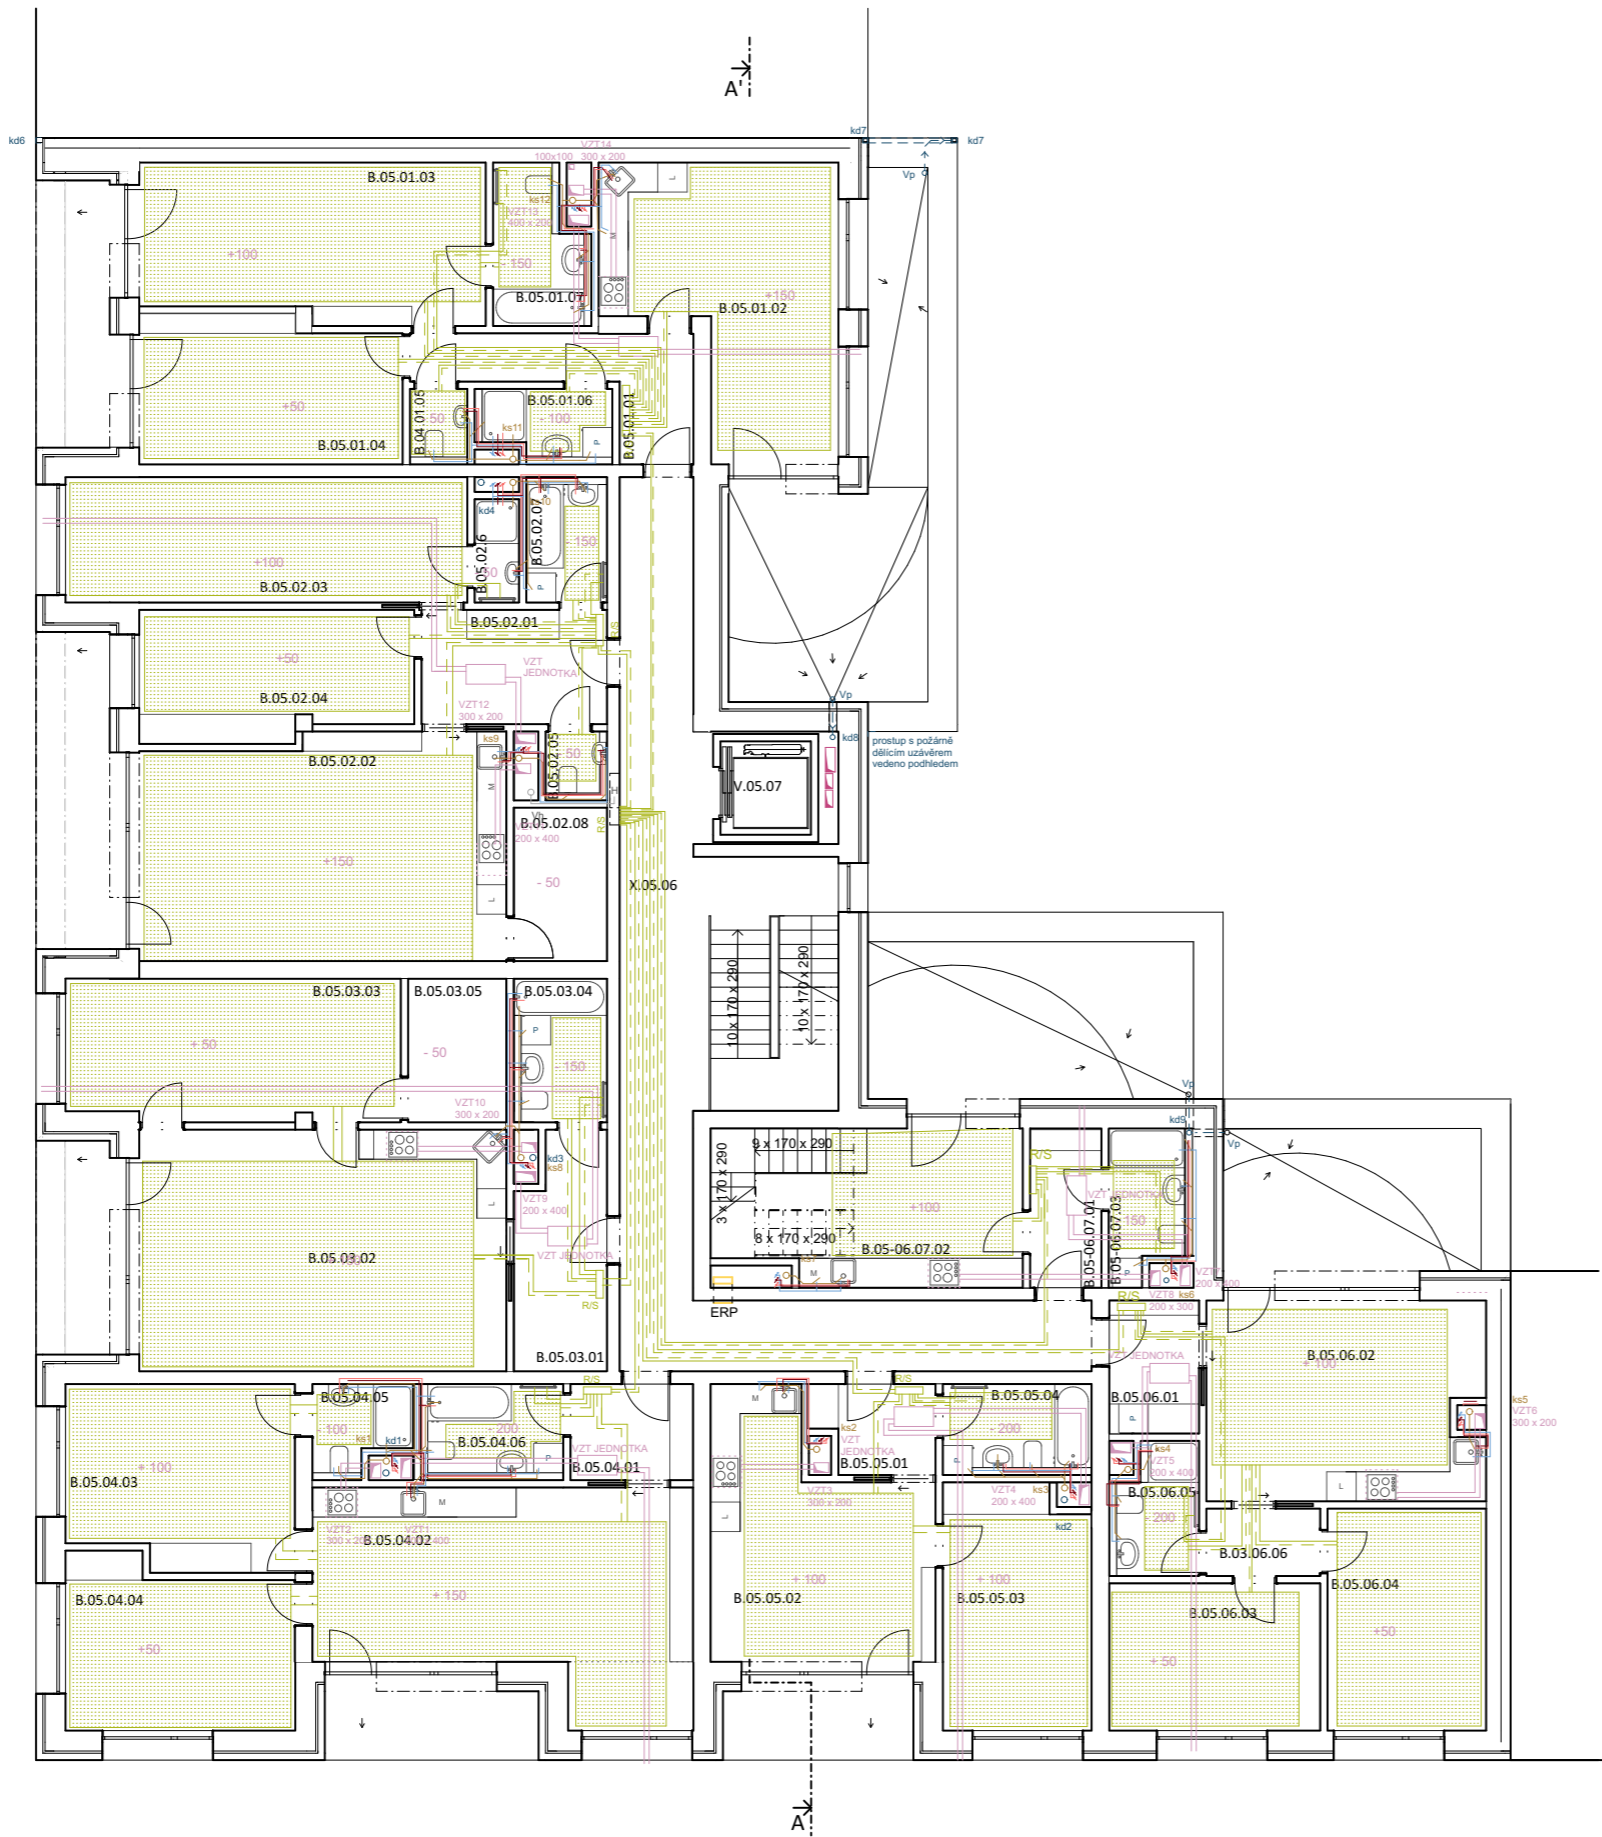 A'
kd6
kd7
kd7
VZT14
100x100
300 x 200
Vp
B.05.01.03
ks12
VZT13
400 x 200
L
M
+100
- 150
+150
B.05.01.07
B.05.01.02
B.04.01.05
B.05.01.06
B.05.01.01
+50
50
- 100
ks11
P
B.05.01.04
kd4
B.05.02.07
B.05.02.6
- 150
+100
50
P
B.05.02.03
B.05.02.01
R/S
+50
VZT
JEDNOTKA
B.05.02.04
VZT12
300 x 200
Vp
ks9
kd8
prostup s požárně
dělícím uzávěrem
vedeno podhledem
B.05.02.02
B.05.02.05
- 50
M
V.05.07
Vh
B.05.02.08
R/S
200 x 400
+150
- 50
X.05.06
L
10 x 170 x 290
10 x 170 x 290
B.05.03.03
B.05.03.05
B.05.03.04
P
+ 50
- 50
- 150
VZT10
300 x 200
Vp
kd9
Vp
9 x 170 x 290
3 x 170 x 290
8 x 170 x 290
R/S
kd3
ks8
L
VZT9
200 x 400
VZT JEDNOTKA
+100
150
B.05-06.07.01
B.05-06.07.03
B.05.03.02
VZT JEDNOTKA
B.05-06.07.02
M
P
200 x 400
R/S
ERP
VZT8
ks6
200 x 300
R/S
B.05.03.01
VZT JEDNOTKA
B.05.06.02
+ 100
R/S
R/S
B.05.04.05
M
B.05.05.04
B.05.06.01
P
ks5
VZT6
300 x 200
- 100
- 200
ks1
kd1
B.05.04.06
P
ks2
VZT
JEDNOTKA
- 200
P
+ 100
B.05.04.03
VZT JEDNOTKA
B.05.04.01
B.05.05.01
ks4
VZT5
200 x 400
M
L
VZT3
300 x 200
VZT4
200 x 400
ks3
kd2
B.05.06.05
L
- 200
VZT2
VZT1
B.05.04.02
B.03.06.06
+ 100
+ 100
B.05.04.04
+ 150
B.05.05.02
B.05.05.03
B.05.06.04
B.05.06.03
+50
+ 50
+50
A